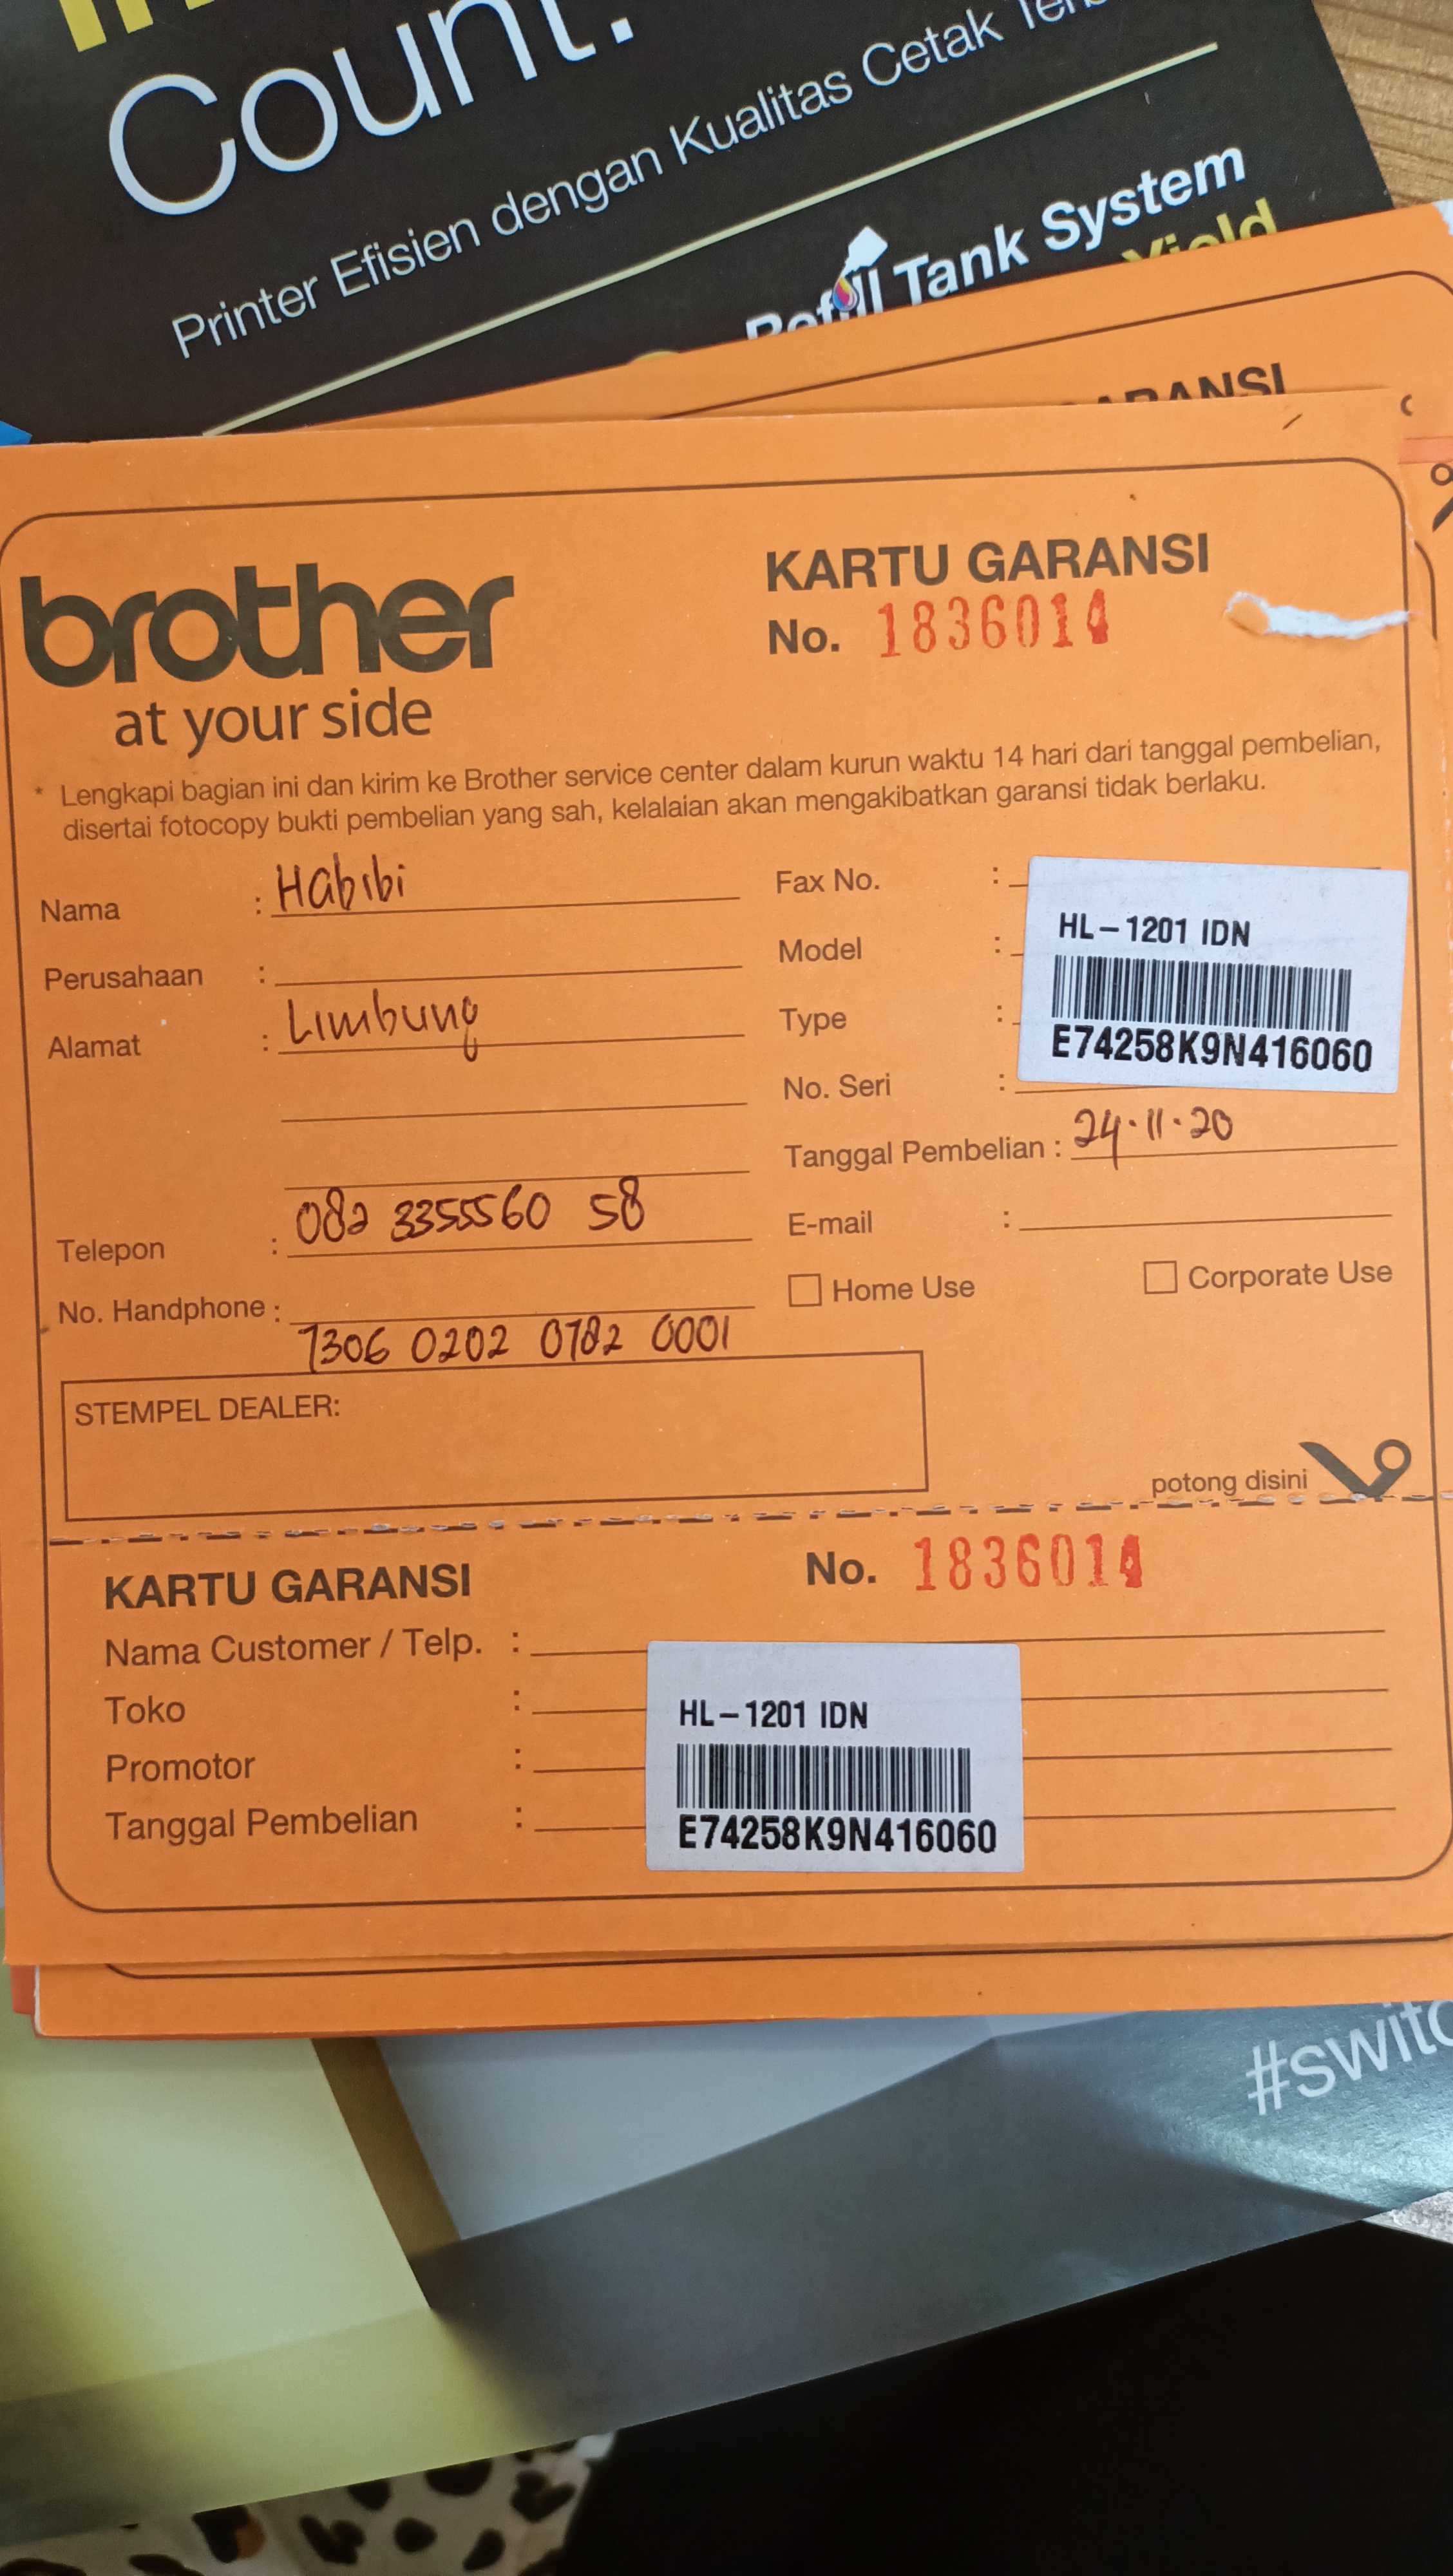 Count.
Printer Efisien dengan Kualitas Cetak
Refill Tank System
Yield
GARANSI
brother
at your side
KARTU GARANSI
No. 1836014
* Lengkapi bagian ini dan kirim ke Brother service center dalam kurun waktu 14 hari dari tanggal pembelian,
disertai fotocopy bukti pembelian yang sah, kelalaian akan mengakibatkan garansi tidak berlaku.
Nama : Habibi
Perusahaan :
Alamat : Limbung
Telepon : 082 3355560 58
No. Handphone :
7306 0202 0782 0001
Fax No. :
Model :
Type :
No. Seri :
HL-1201 IDN
E74258K9N416060
Tanggal Pembelian : 24.11.20
E-mail :
Home Use
Corporate Use
STEMPEL DEALER:
potong disini
KARTU GARANSI
No. 1836014
Nama Customer / Telp. :
Toko :
Promotor :
Tanggal Pembelian :
HL-1201 IDN
E74258K9N416060